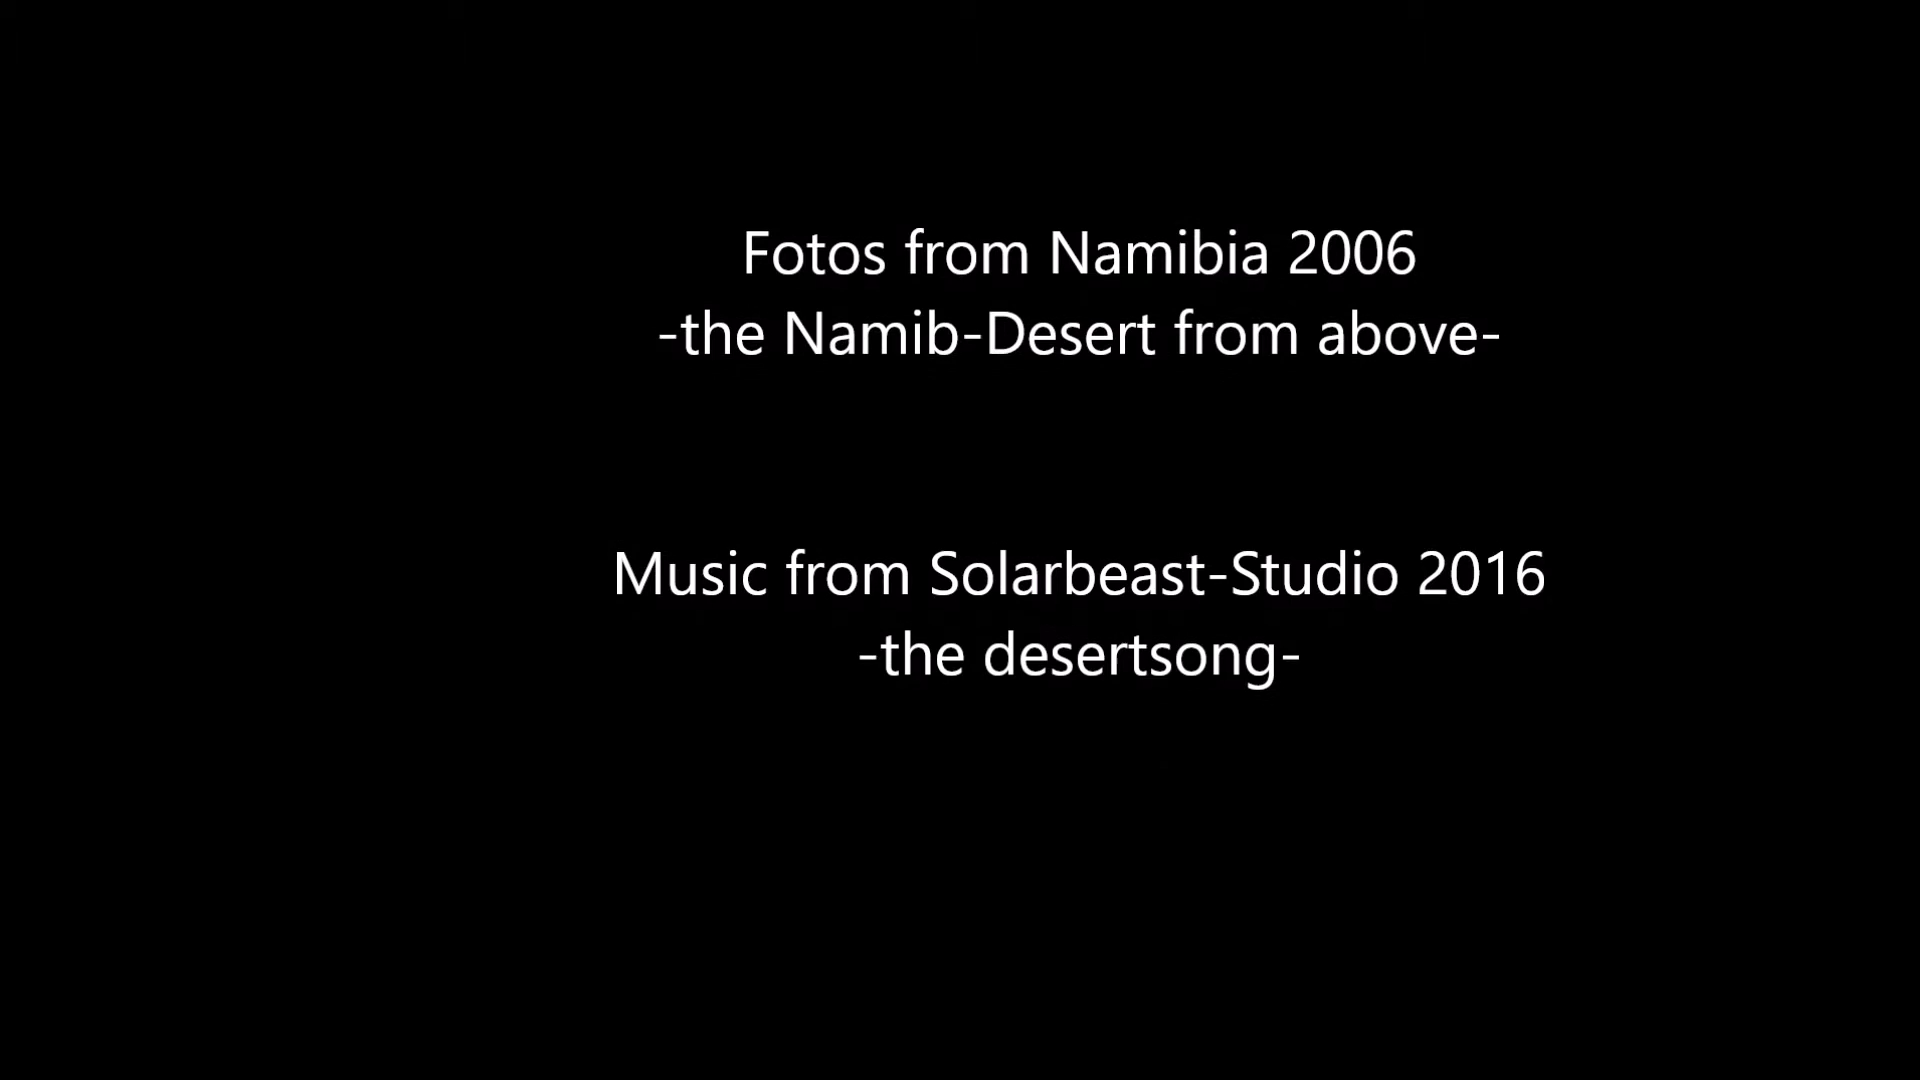 Fotos from Namibia 2006
-the Namib-Desert from above-
Music from Solarbeast-Studio 2016
-the desertsong-